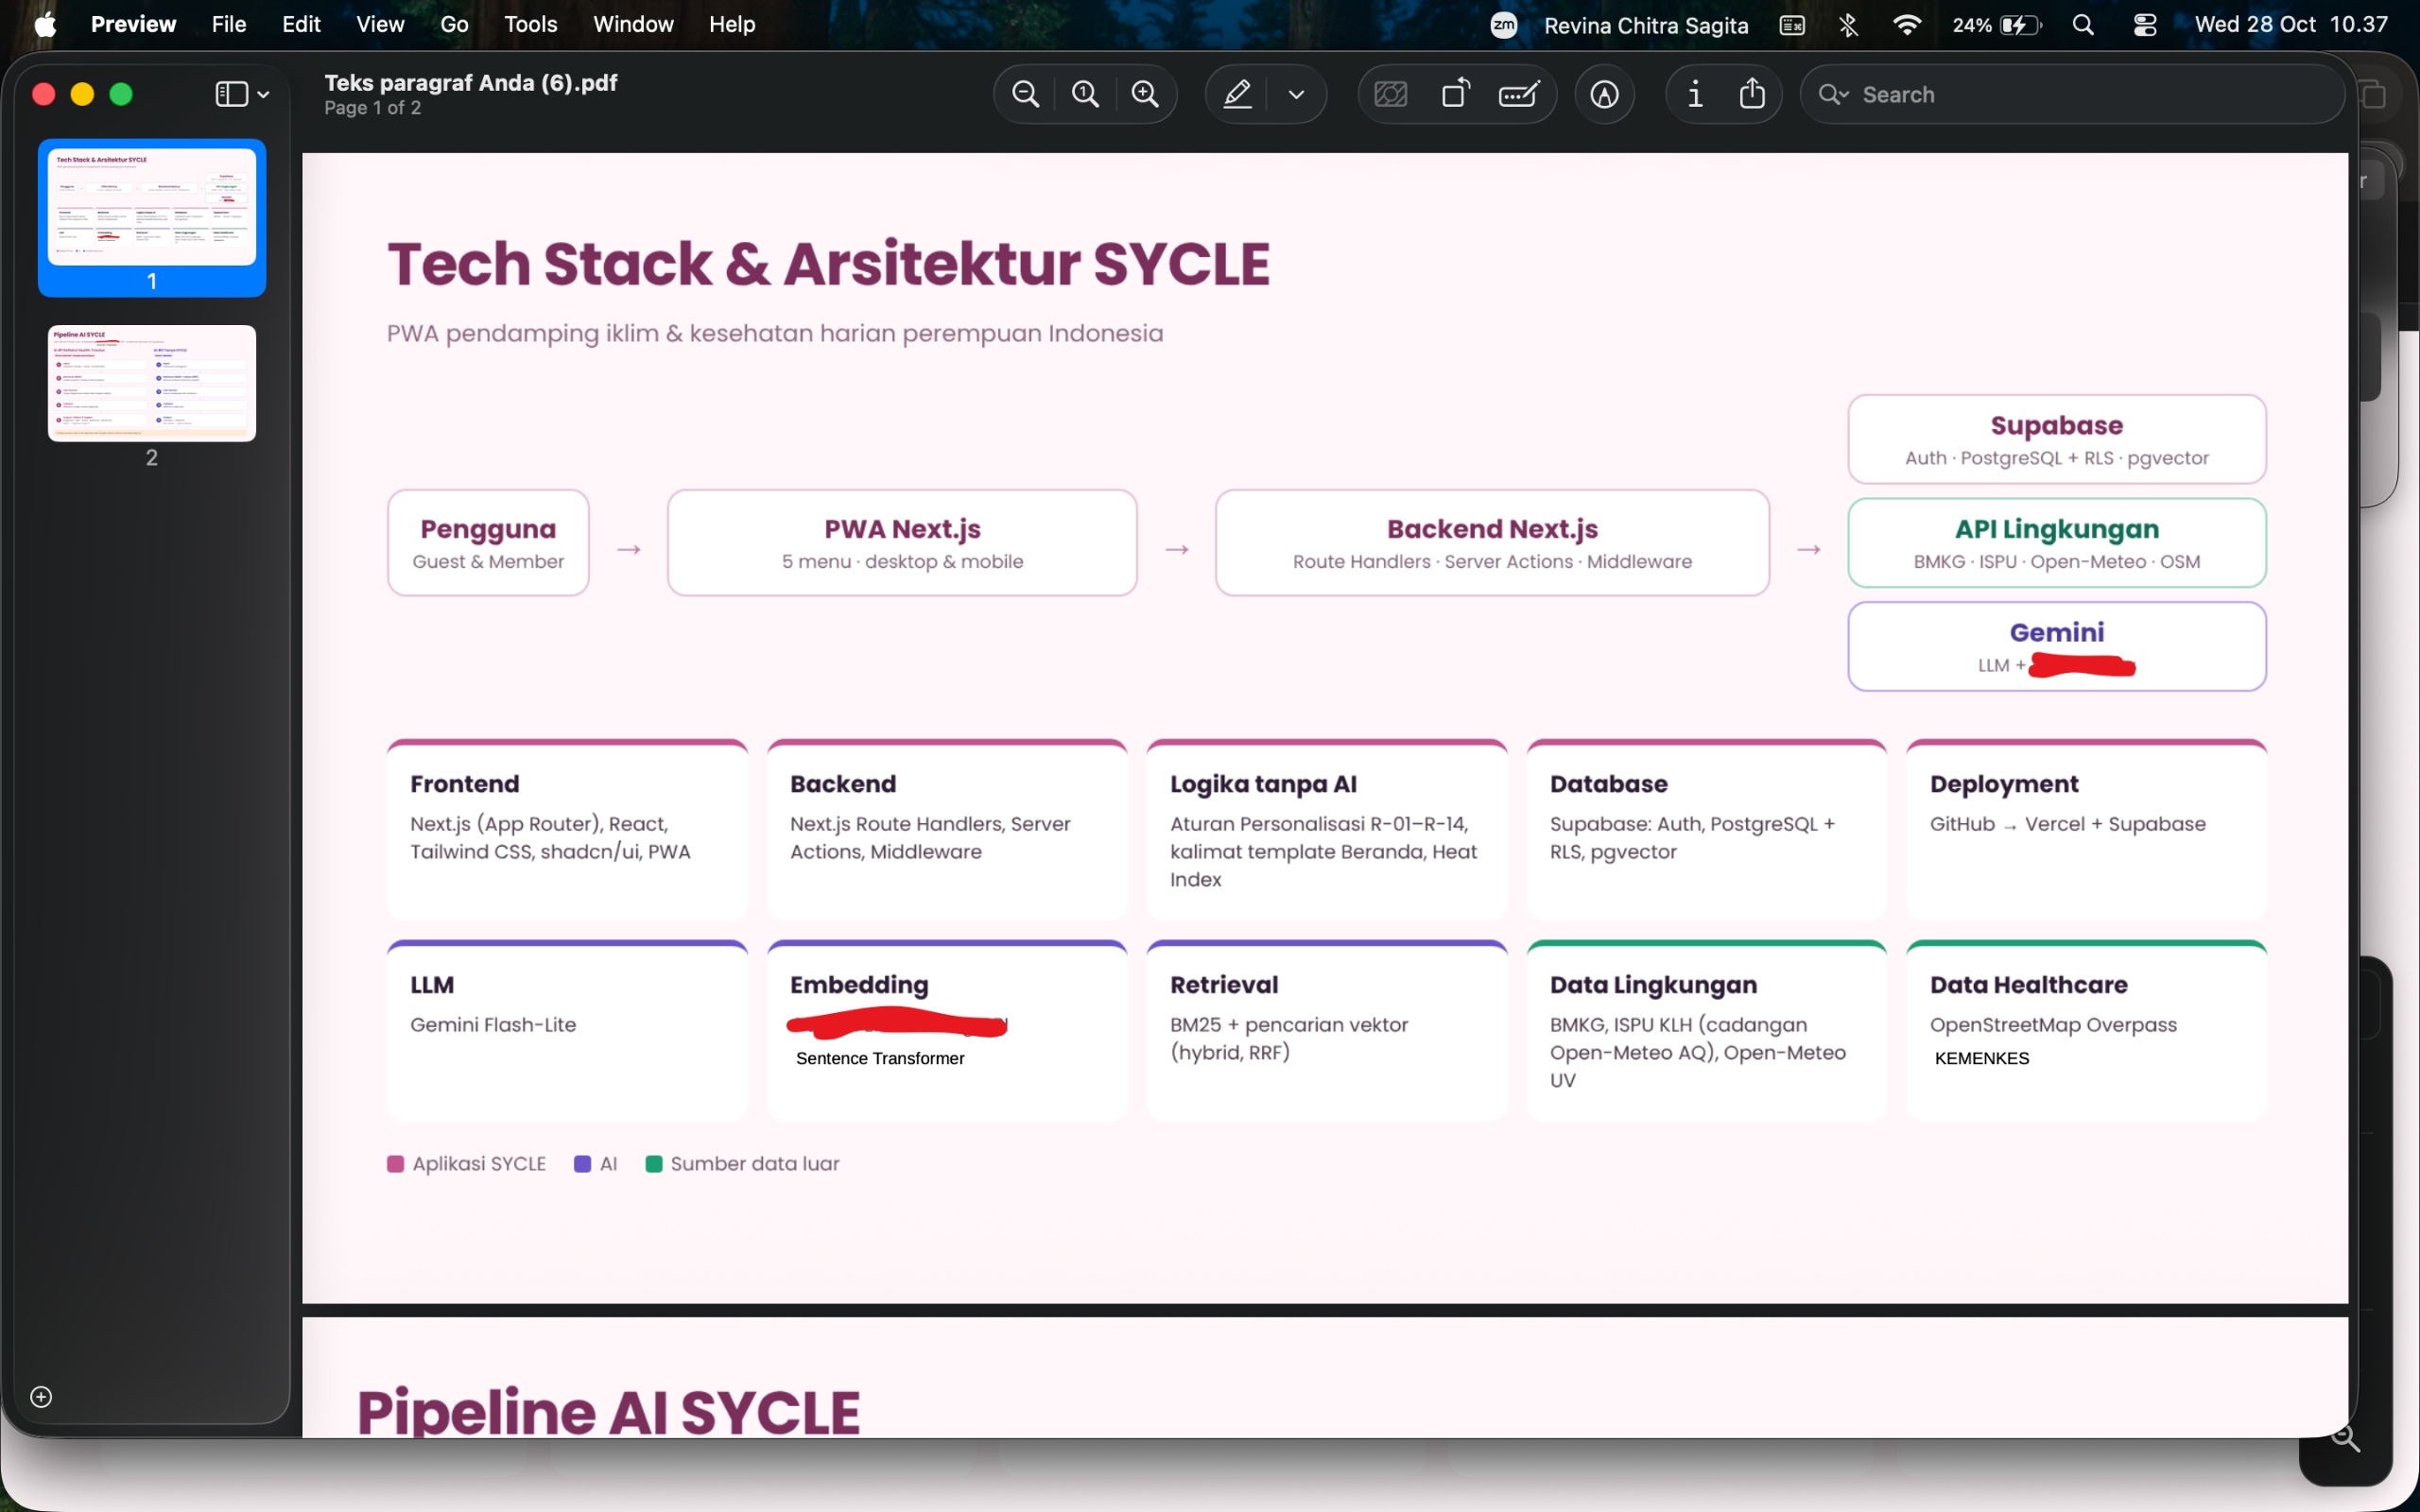 Preview File Edit View Go Tools Window Help
zm Revina Chitra Sagita 24% Wed 28 Oct 10.37
Teks paragraf Anda (6).pdf
Page 1 of 2
Search
Tech Stack & Arsitektur SYCLE
1
Pipeline AI SYCLE
2
Tech Stack & Arsitektur SYCLE
PWA pendamping iklim & kesehatan harian perempuan Indonesia
Pengguna
Guest & Member
→
PWA Next.js
5 menu · desktop & mobile
→
Backend Next.js
Route Handlers · Server Actions · Middleware
→
Supabase
Auth · PostgreSQL + RLS · pgvector
API Lingkungan
BMKG · ISPU · Open-Meteo · OSM
Gemini
LLM +
Frontend
Next.js (App Router), React,
Tailwind CSS, shadcn/ui, PWA
Backend
Next.js Route Handlers, Server
Actions, Middleware
Logika tanpa AI
Aturan Personalisasi R-01–R-14,
kalimat template Beranda, Heat
Index
Database
Supabase: Auth, PostgreSQL +
RLS, pgvector
Deployment
GitHub → Vercel + Supabase
LLM
Gemini Flash-Lite
Embedding
Sentence Transformer
Retrieval
BM25 + pencarian vektor
(hybrid, RRF)
Data Lingkungan
BMKG, ISPU KLH (cadangan
Open-Meteo AQ), Open-Meteo
UV
Data Healthcare
OpenStreetMap Overpass
KEMENKES
Aplikasi SYCLE AI Sumber data luar
Pipeline AI SYCLE